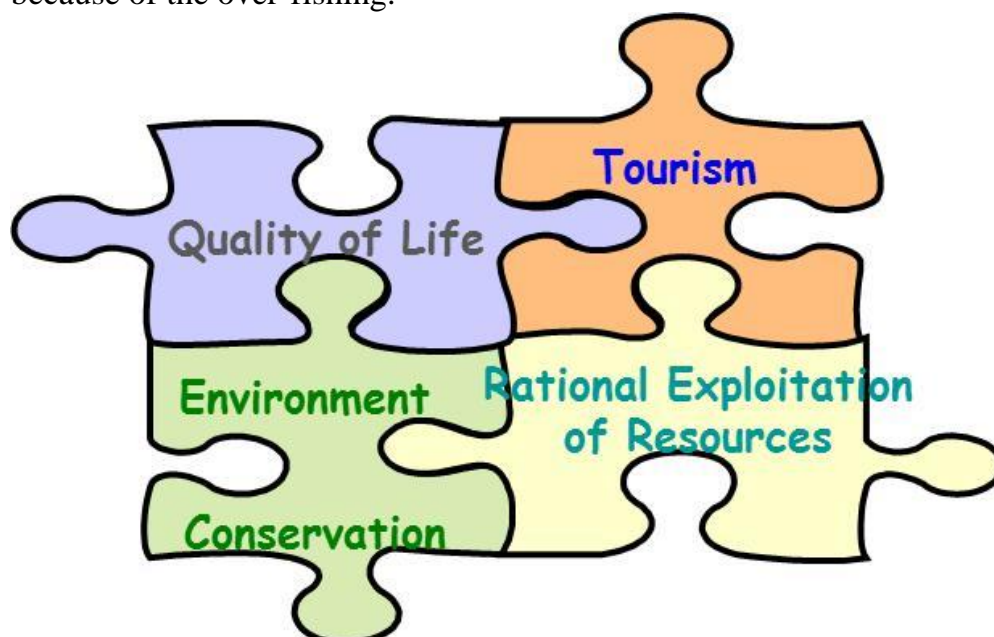 because of the over-fishing.
Tourism
Quality of Life
Environment
Rational Exploitation
of Resources
Conservation